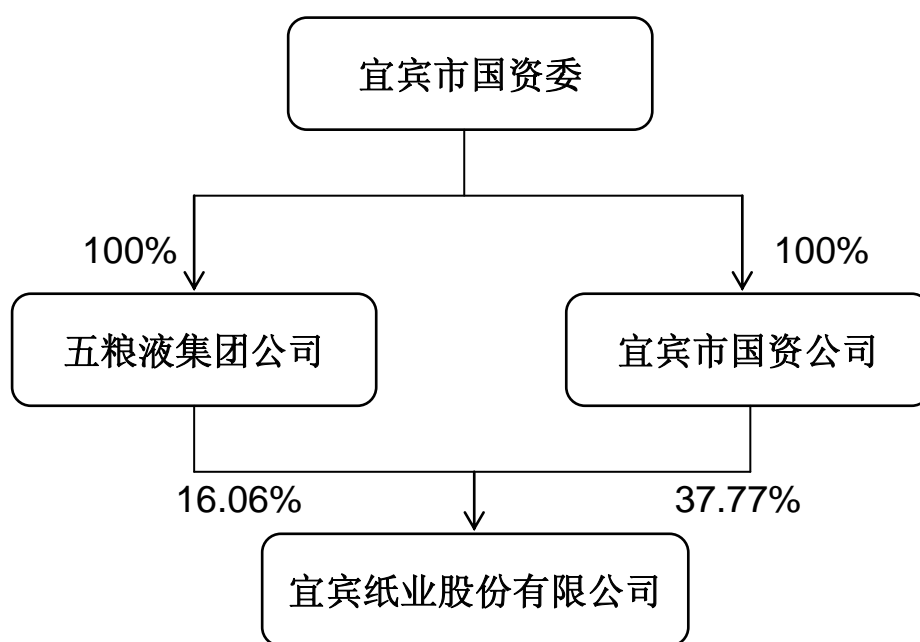 宜宾市国资委
100%
100%
五粮液集团公司
宜宾市国资公司
16.06%
37.77%
宜宾纸业股份有限公司